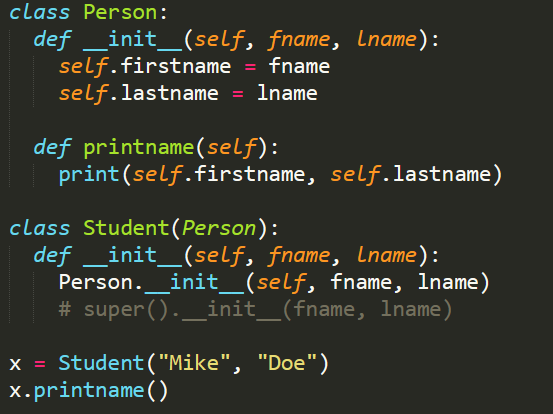 class Person:
  def __init__(self, fname, lname):
    self.firstname = fname
    self.lastname = lname

  def printname(self):
    print(self.firstname, self.lastname)

class Student(Person):
  def __init__(self, fname, lname):
    Person.__init__(self, fname, lname)
    # super().__init__(fname, lname)

x = Student("Mike", "Doe")
x.printname()